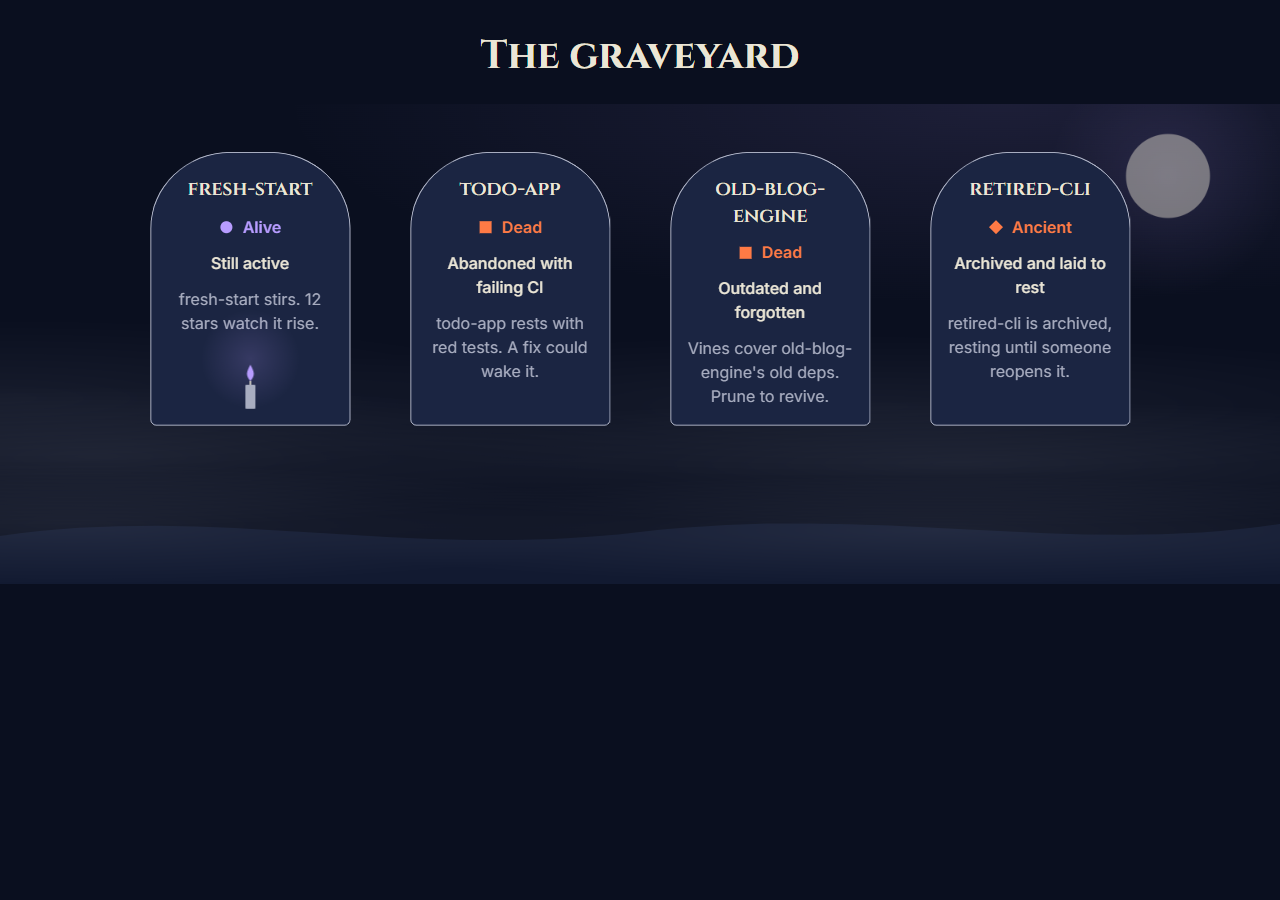 The graveyard
fresh-start
Alive
Still active
fresh-start stirs. 12
stars watch it rise.
todo-app
Dead
Abandoned with
failing CI
todo-app rests with
red tests. A fix could
wake it.
old-blog-
engine
Dead
Outdated and
forgotten
Vines cover old-blog-
engine's old deps.
Prune to revive.
retired-cli
Ancient
Archived and laid to
rest
retired-cli is archived,
resting until someone
reopens it.